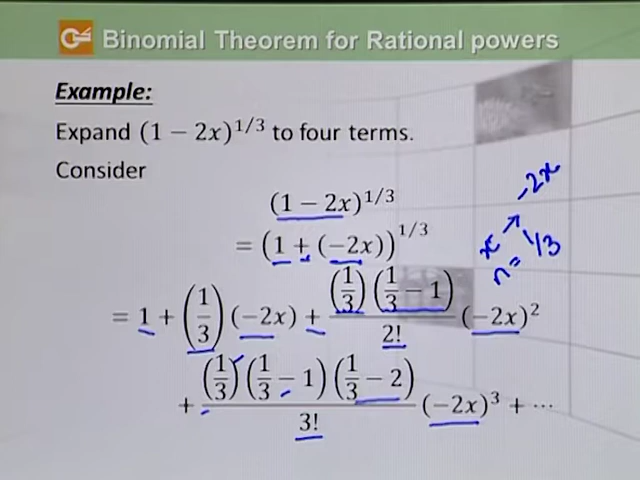 Binomial Theorem for Rational powers
Example:
Expand (1 − 2x)^{1/3} to four terms.
Consider
(1 − 2x)^{1/3}
= (1 + (−2x))^{1/3}
= 1 + (1/3)(−2x) + \frac{(1/3)(1/3 − 1)}{2!}(−2x)^2
+ \frac{(1/3)(1/3 − 1)(1/3 − 2)}{3!}(−2x)^3 + ⋯
x → −2x
n = 1/3